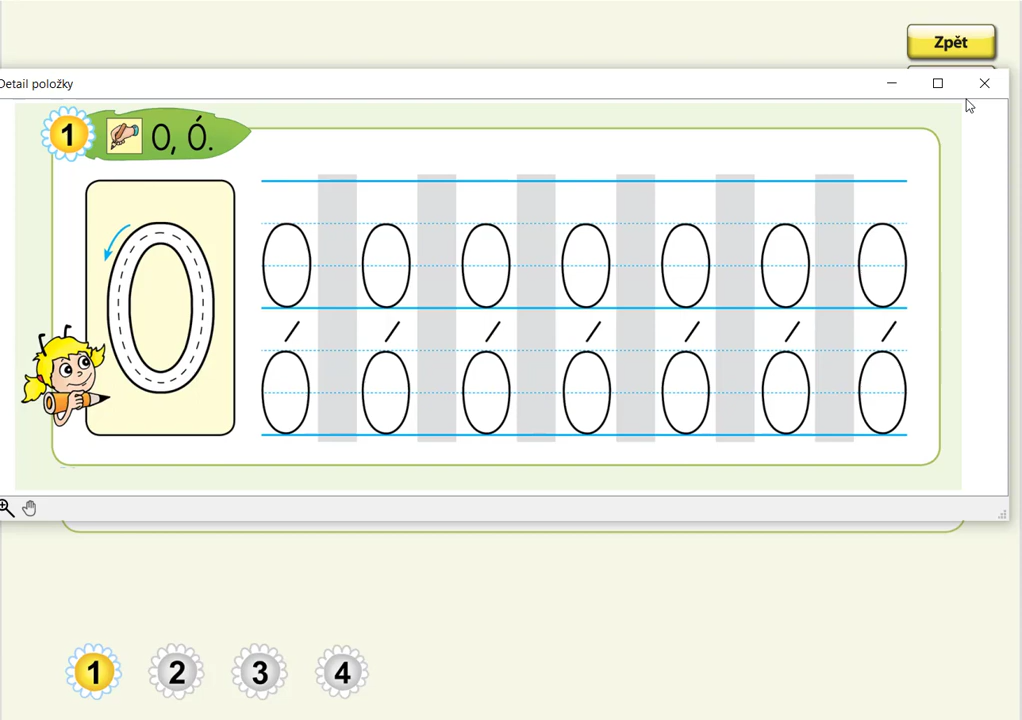 Zpět
Detail položky
1 O, Ó.
O
O O O O O O O
Ó Ó Ó Ó Ó Ó Ó
1 2 3 4